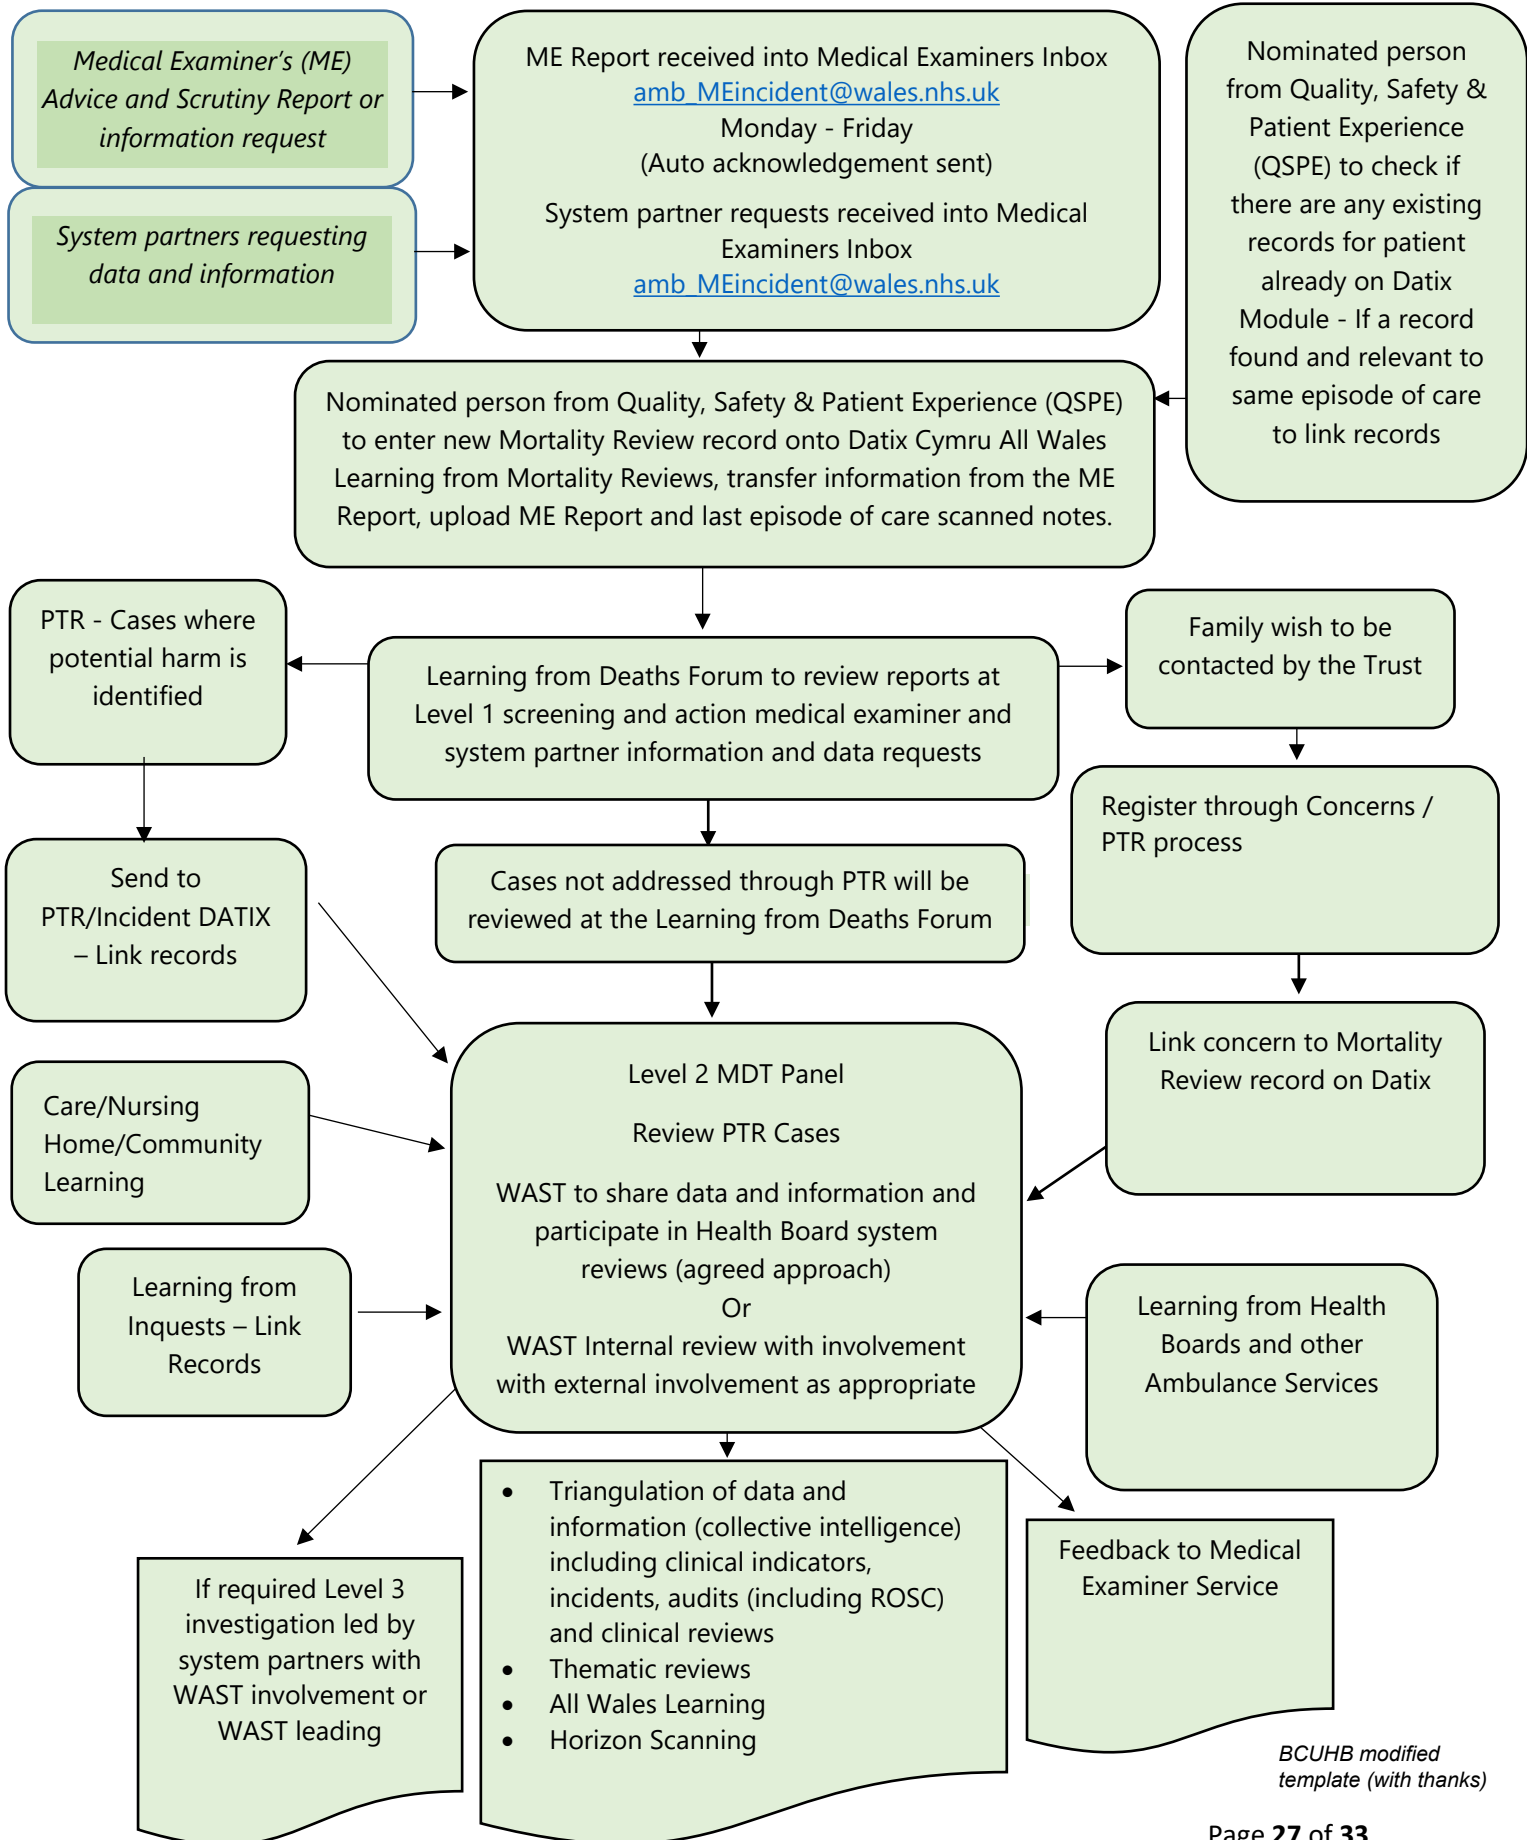 Medical Examiner's (ME)
Advice and Scrutiny Report or
information request
System partners requesting
data and information
ME Report received into Medical Examiners Inbox
amb_MEincident@wales.nhs.uk
Monday - Friday
(Auto acknowledgement sent)
System partner requests received into Medical
Examiners Inbox
amb_MEincident@wales.nhs.uk
Nominated person
from Quality, Safety &
Patient Experience
(QSPE) to check if
there are any existing
records for patient
already on Datix
Module - If a record
found and relevant to
same episode of care
to link records
Nominated person from Quality, Safety & Patient Experience (QSPE)
to enter new Mortality Review record onto Datix Cymru All Wales
Learning from Mortality Reviews, transfer information from the ME
Report, upload ME Report and last episode of care scanned notes.
PTR - Cases where
potential harm is
identified
Learning from Deaths Forum to review reports at
Level 1 screening and action medical examiner and
system partner information and data requests
Family wish to be
contacted by the Trust
Register through Concerns /
PTR process
Send to
PTR/Incident DATIX
– Link records
Cases not addressed through PTR will be
reviewed at the Learning from Deaths Forum
Link concern to Mortality
Review record on Datix
Care/Nursing
Home/Community
Learning
Level 2 MDT Panel
Review PTR Cases
WAST to share data and information and
participate in Health Board system
reviews (agreed approach)
Or
WAST Internal review with involvement
with external involvement as appropriate
Learning from
Inquests – Link
Records
Learning from Health
Boards and other
Ambulance Services
If required Level 3
investigation led by
system partners with
WAST involvement or
WAST leading
• Triangulation of data and
information (collective intelligence)
including clinical indicators,
incidents, audits (including ROSC)
and clinical reviews
• Thematic reviews
• All Wales Learning
• Horizon Scanning
Feedback to Medical
Examiner Service
BCUHB modified
template (with thanks)
Page 27 of 33